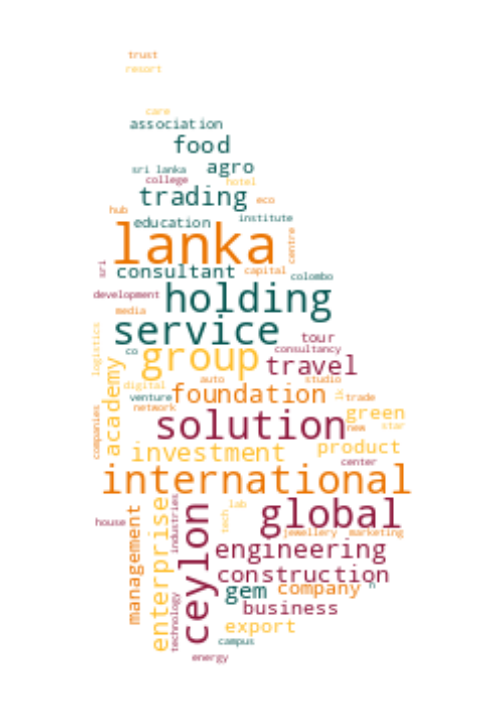 trust
resort
care
association
food
sri lanka
agro
college
hotel
trading
eco
hub
education
institute
lanka
centre
sri
consultant
capital
colombo
development
holding
media
service
tour
logistics
co
group
consultancy
travel
academy
digital
auto
studio
foundation
lk
trade
venture
network
green
companies
solution
new
star
investment
product
center
international
house
management
enterprise
industries
ceylon
tech
lab
global
jewellery
marketing
engineering
construction
technology
gem
company
n
business
export
campus
energy